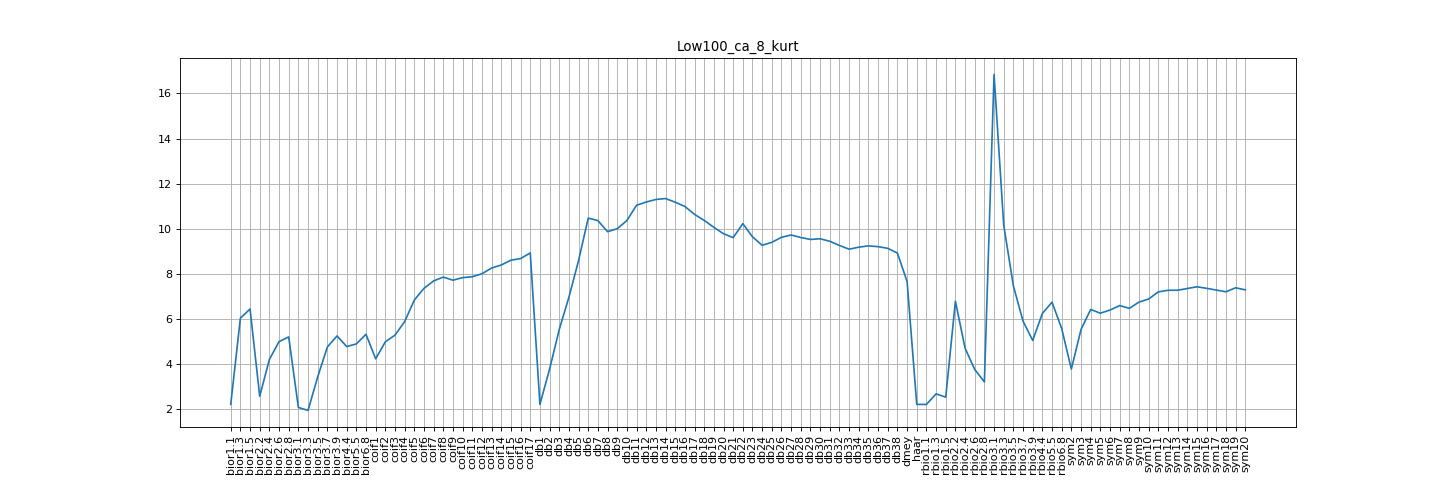 Low100_ca_8_kurt
16
14
12
10
8
6
4
2
bior1.1
bior1.3
bior1.5
bior2.2
bior2.4
bior2.6
bior2.8
bior3.1
bior3.3
bior3.5
bior3.7
bior3.9
bior4.4
bior5.5
bior6.8
coif1
coif2
coif3
coif4
coif5
coif6
coif7
coif8
coif9
coif10
coif11
coif12
coif13
coif14
coif15
coif16
coif17
db1
db2
db3
db4
db5
db6
db7
db8
db9
db10
db11
db12
db13
db14
db15
db16
db17
db18
db19
db20
db21
db22
db23
db24
db25
db26
db27
db28
db29
db30
db31
db32
db33
db34
db35
db36
db37
db38
dmey
haar
rbio1.1
rbio1.3
rbio1.5
rbio2.2
rbio2.4
rbio2.6
rbio2.8
rbio3.1
rbio3.3
rbio3.5
rbio3.7
rbio3.9
rbio4.4
rbio5.5
rbio6.8
sym2
sym3
sym4
sym5
sym6
sym7
sym8
sym9
sym10
sym11
sym12
sym13
sym14
sym15
sym16
sym17
sym18
sym19
sym20